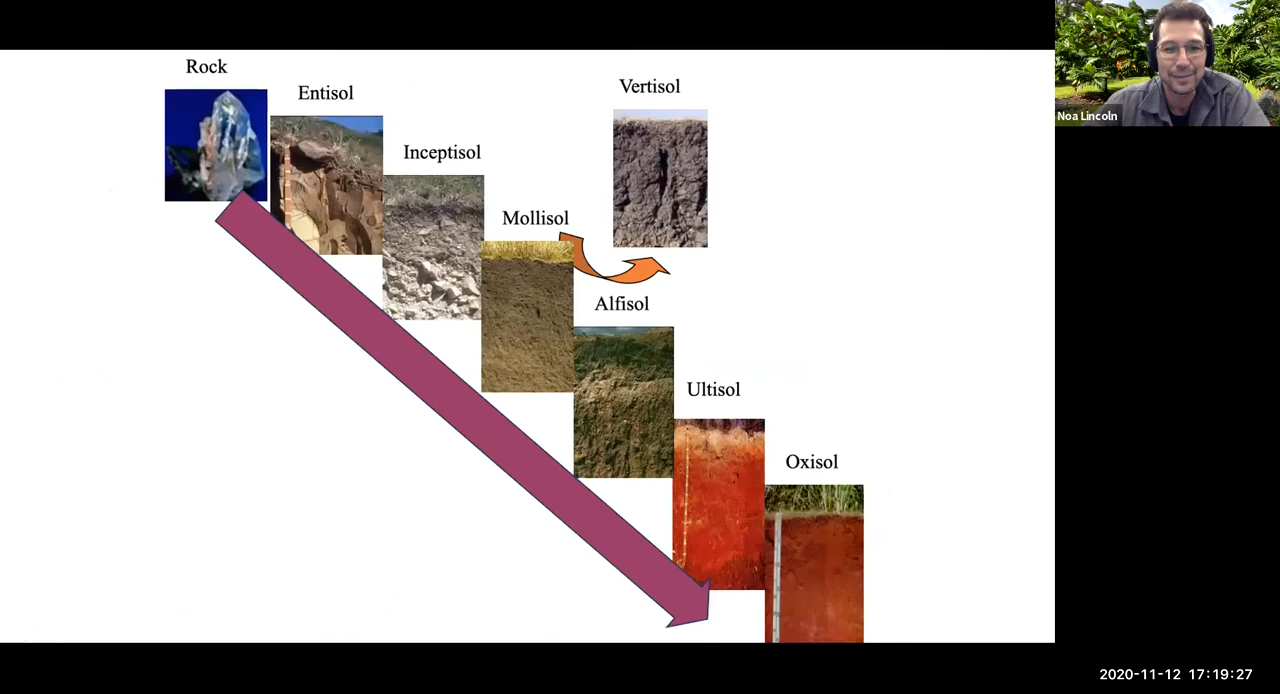 Rock
Entisol
Inceptisol
Mollisol
Vertisol
Alfisol
Ultisol
Oxisol
Noa Lincoln
2020-11-12 17:19:27